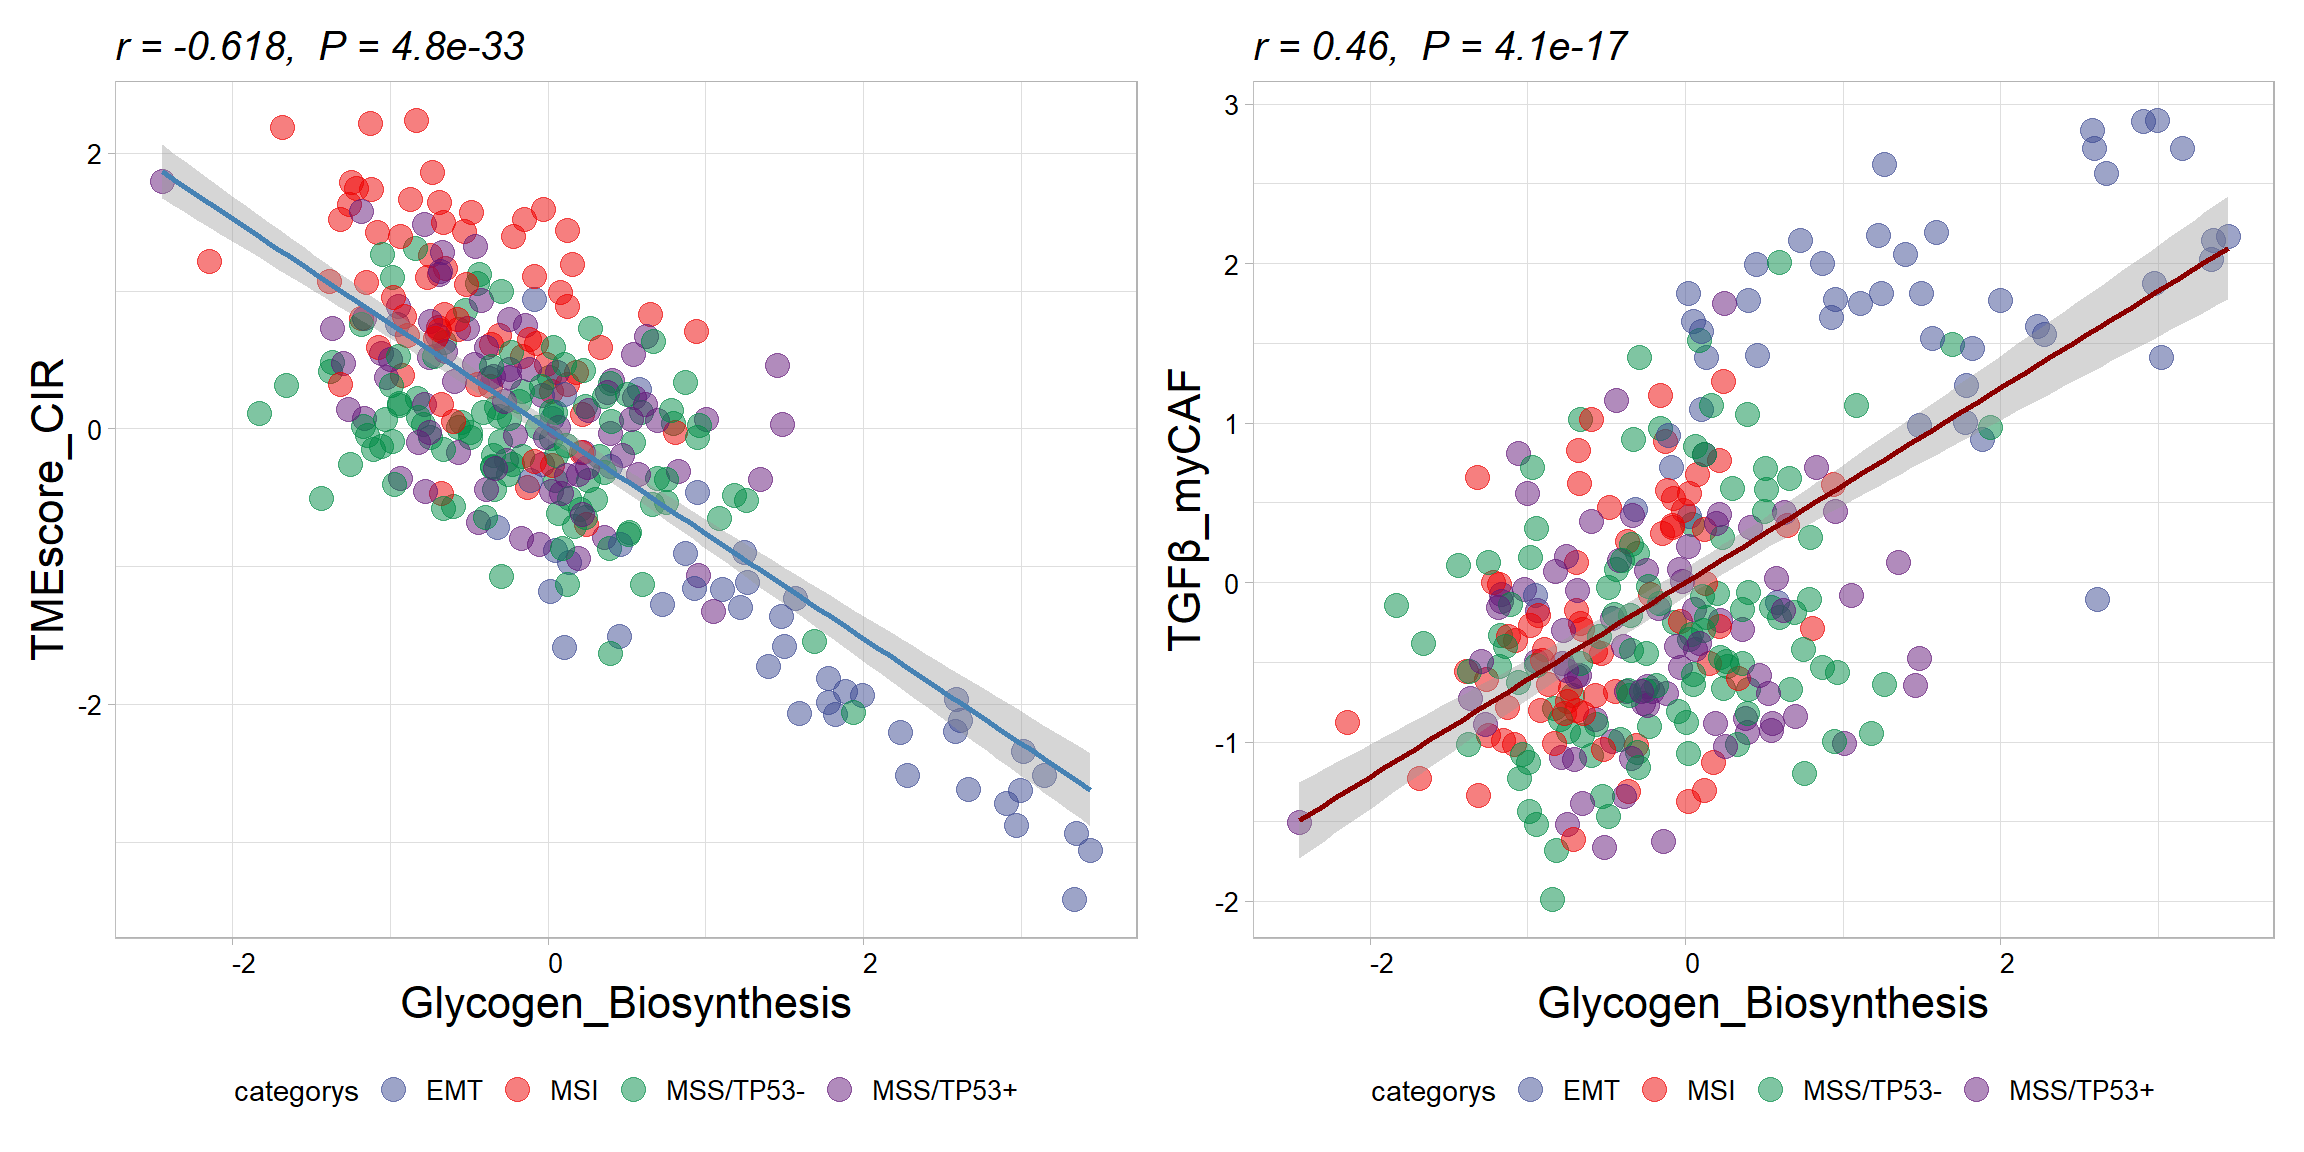 r = -0.618,  P = 4.8e-33
TMEscore_CIR
2
0
-2
-2
0
2
Glycogen_Biosynthesis
categorys
EMT
MSI
MSS/TP53-
MSS/TP53+
r = 0.46,  P = 4.1e-17
TGFβ_myCAF
3
2
1
0
-1
-2
-2
0
2
Glycogen_Biosynthesis
categorys
EMT
MSI
MSS/TP53-
MSS/TP53+